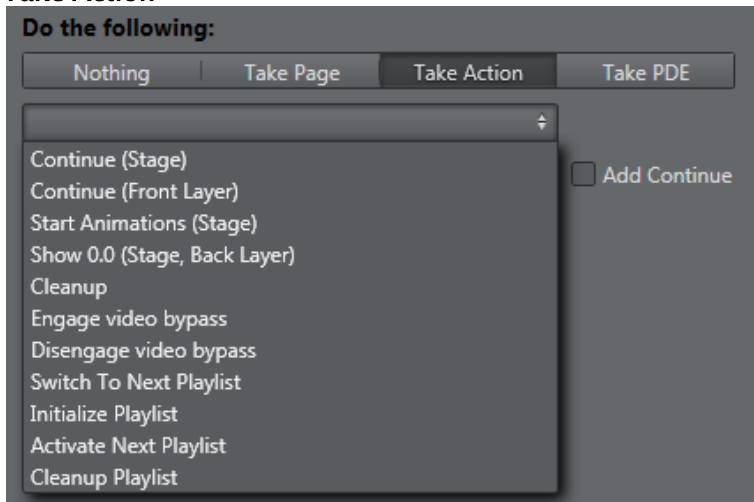 Do the following:
Nothing
Take Page
Take Action
Take PDE
Continue (Stage)
Add Continue
Continue (Front Layer)
Start Animations (Stage)
Show 0.0 (Stage, Back Layer)
Cleanup
Engage video bypass
Disengage video bypass
Switch To Next Playlist
Initialize Playlist
Activate Next Playlist
Cleanup Playlist